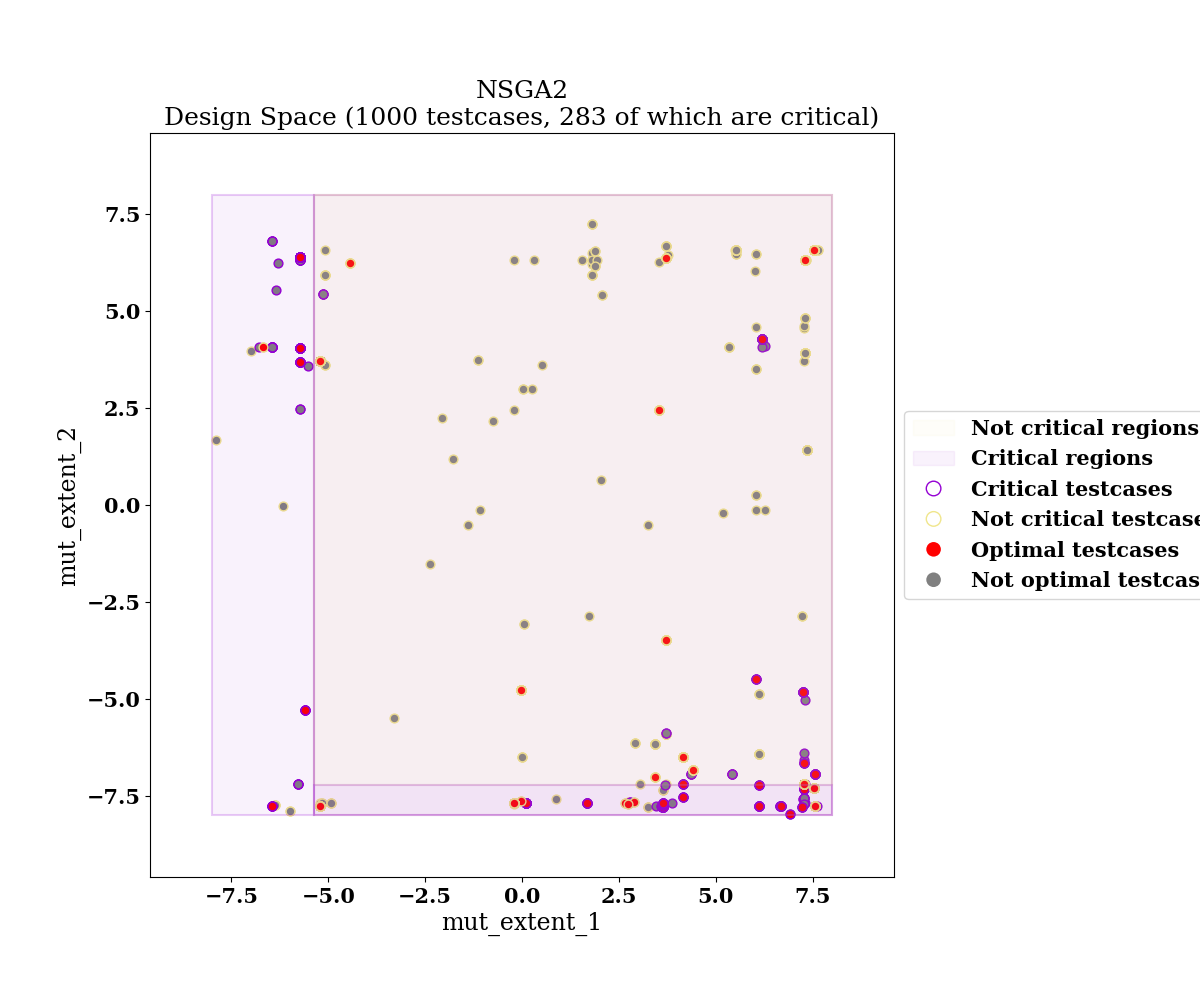 NSGA2
Design Space (1000 testcases, 283 of which are critical)
mut_extent_2
7.5
5.0
2.5
0.0
−2.5
−5.0
−7.5
−7.5 −5.0 −2.5 0.0 2.5 5.0 7.5
mut_extent_1
Not critical regions
Critical regions
Critical testcases
Not critical testcase
Optimal testcases
Not optimal testcas